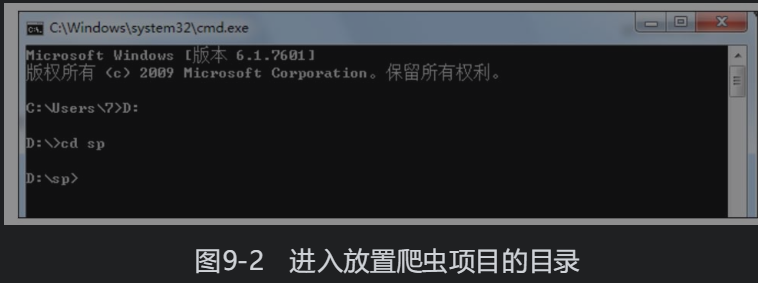 C:\Windows\system32\cmd.exe
Microsoft Windows [版本 6.1.7601]
版权所有 (c) 2009 Microsoft Corporation。保留所有权利。
C:\Users\7>D:
D:\>cd sp
D:\sp>
图9-2 进入放置爬虫项目的目录